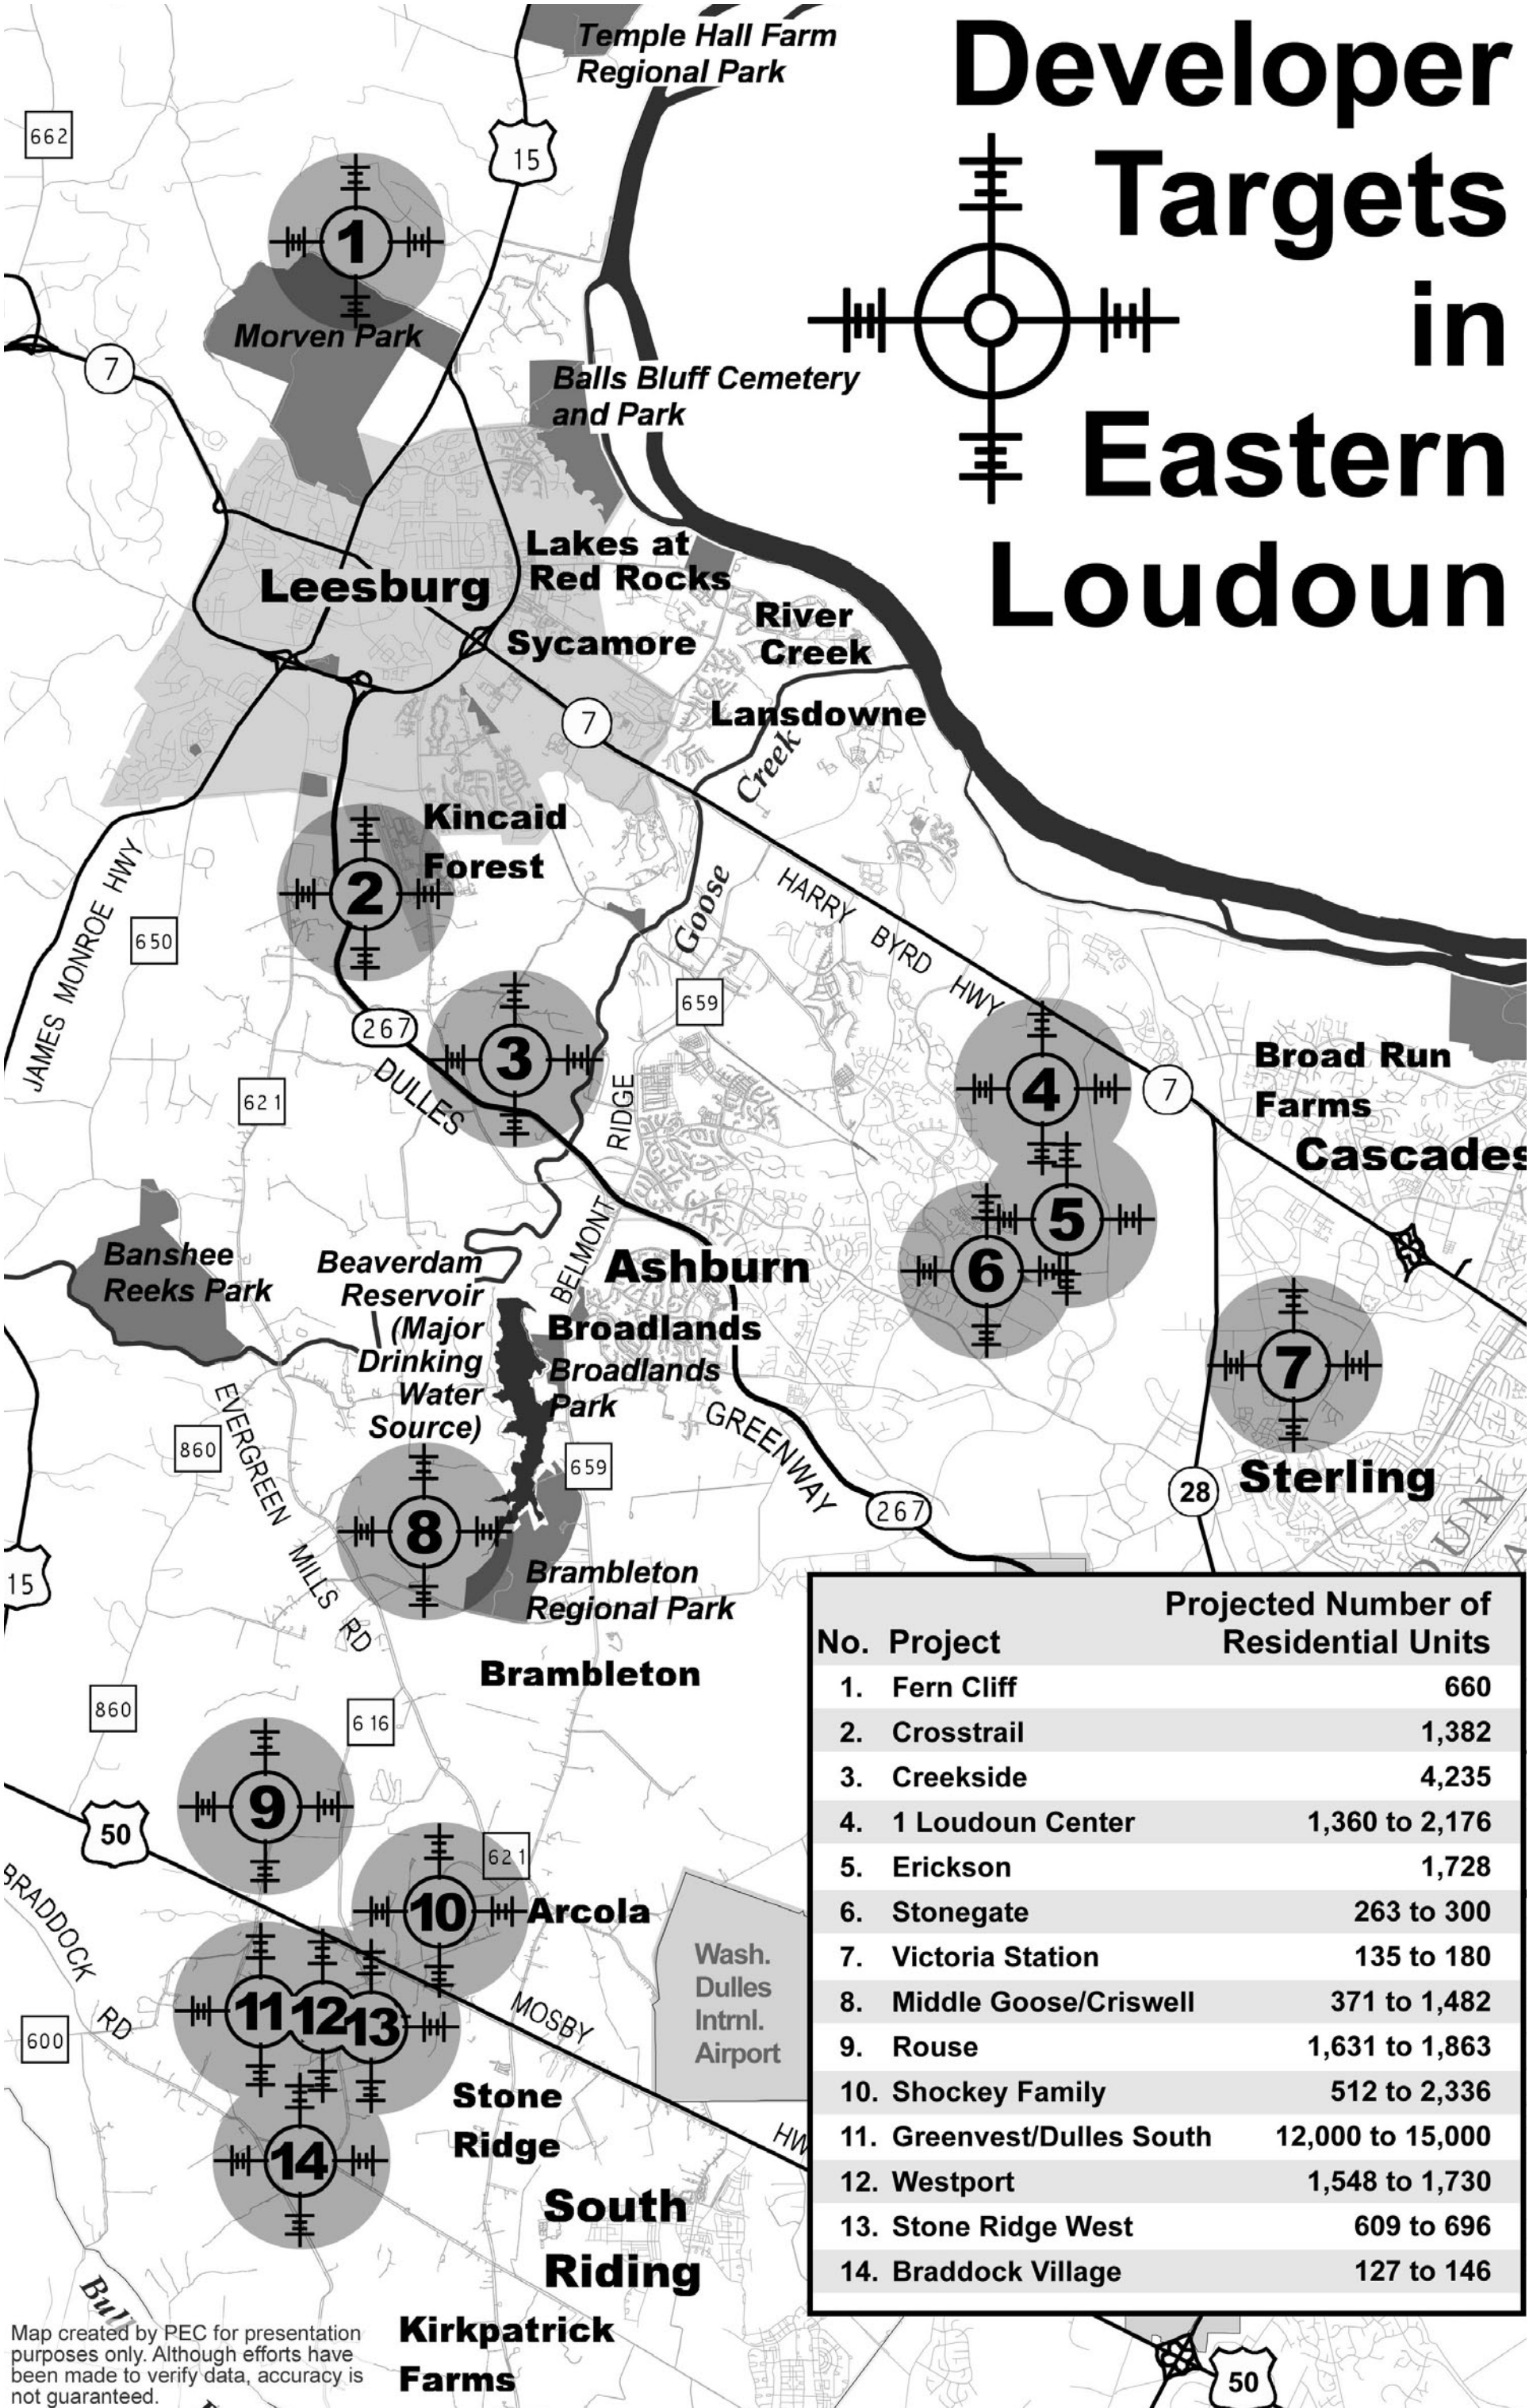 Developer
Targets
in
Eastern
Loudoun
Temple Hall Farm
Regional Park
662
15
1
Morven Park
7
Balls Bluff Cemetery
and Park
Lakes at
Red Rocks
Leesburg
River
Creek
Sycamore
Lansdowne
7
Creek
Kincaid
Forest
2
JAMES MONROE HWY
650
Goose
HARRY BYRD HWY
659
267
3
DULLES
621
RIDGE
4
7
Broad Run
Farms
Cascades
5
6
BELMONT
Banshee
Reeks Park
Beaverdam
Reservoir
(Major
Drinking
Water
Source)
Ashburn
Broadlands
Broadlands
Park
7
EVERGREEN MILLS RD
860
GREENWAY
659
Sterling
28
267
8
15
Brambleton
Regional Park
Brambleton
860
616
9
50
621
10
Arcola
BRADDOCK RD
Wash.
Dulles
Intrnl.
Airport
11
12
13
MOSBY HW
600
Stone
Ridge
14
South
Riding
Bull
Kirkpatrick
Farms
50
Projected Number of
No. Project Residential Units
1. Fern Cliff 660
2. Crosstrail 1,382
3. Creekside 4,235
4. 1 Loudoun Center 1,360 to 2,176
5. Erickson 1,728
6. Stonegate 263 to 300
7. Victoria Station 135 to 180
8. Middle Goose/Criswell 371 to 1,482
9. Rouse 1,631 to 1,863
10. Shockey Family 512 to 2,336
11. Greenvest/Dulles South 12,000 to 15,000
12. Westport 1,548 to 1,730
13. Stone Ridge West 609 to 696
14. Braddock Village 127 to 146
Map created by PEC for presentation
purposes only. Although efforts have
been made to verify data, accuracy is
not guaranteed.